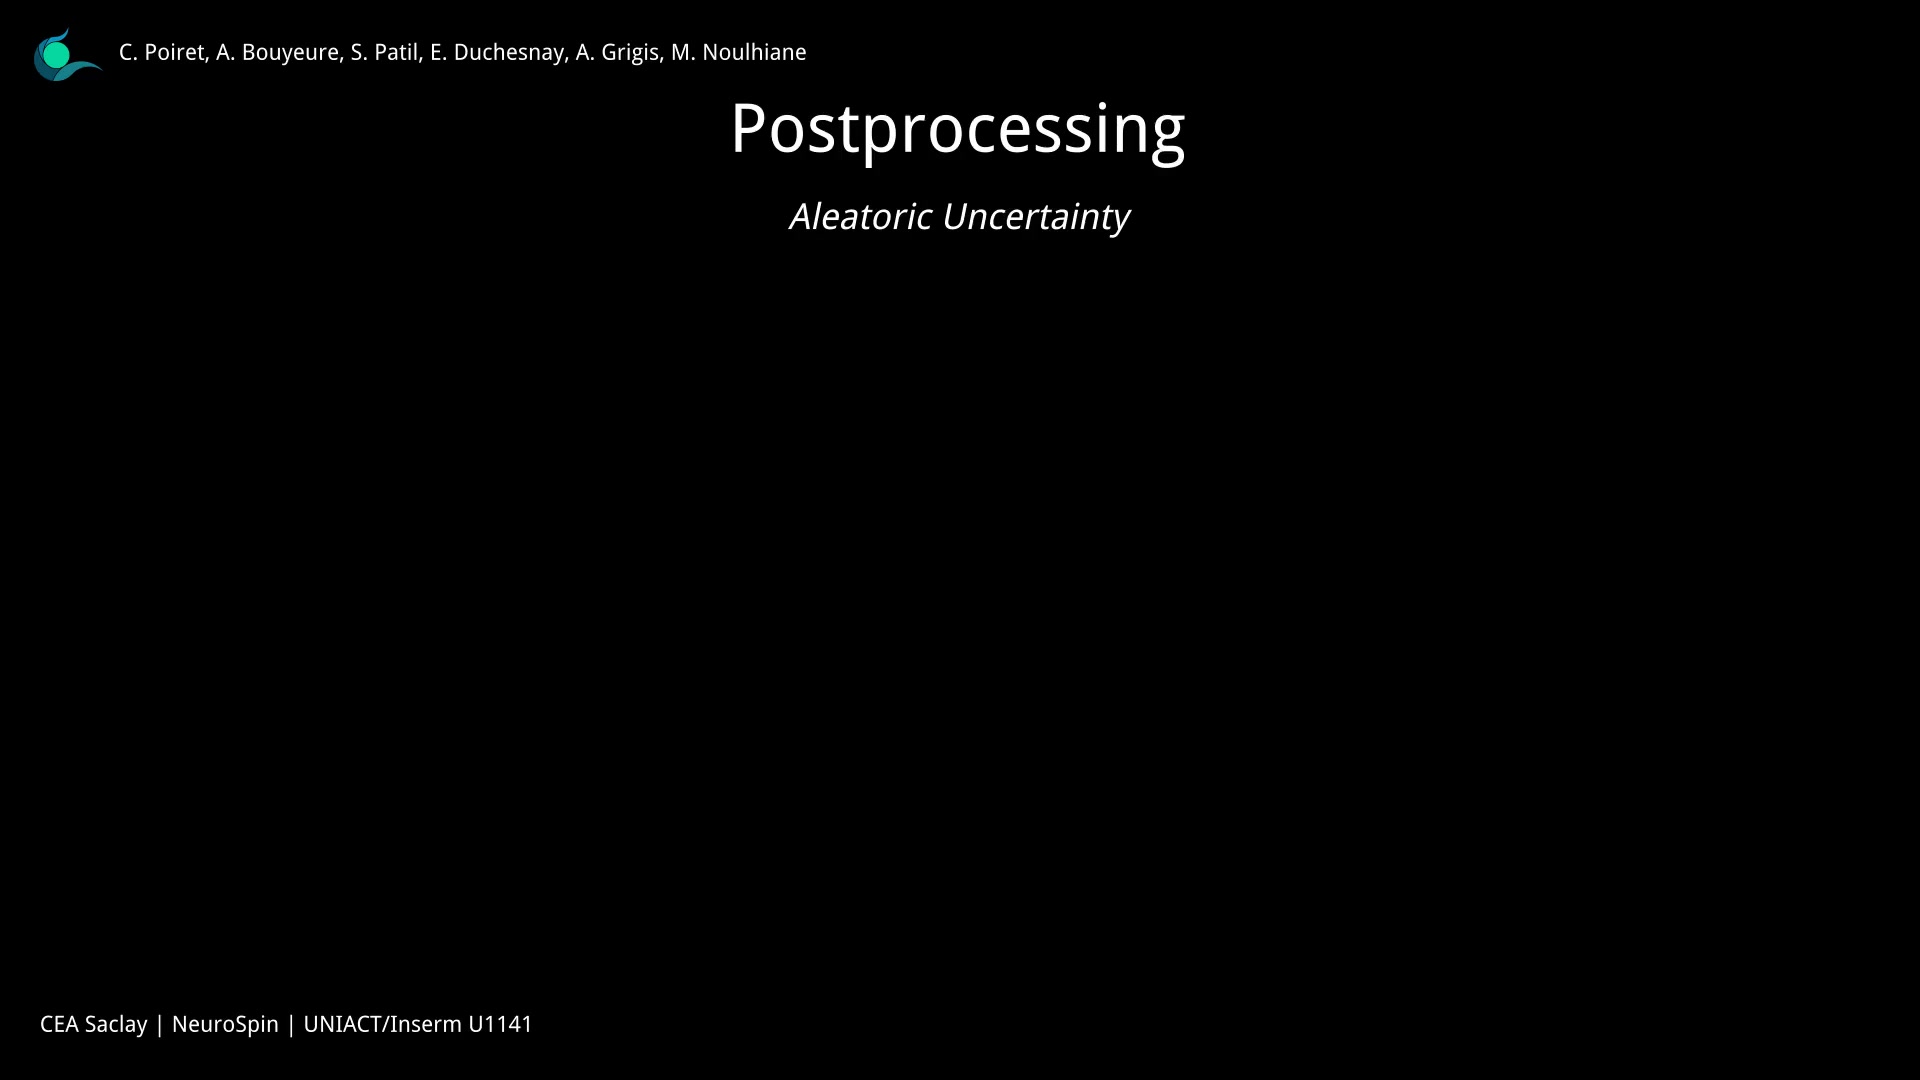 C. Poiret, A. Bouyeure, S. Patil, E. Duchesnay, A. Grigis, M. Noulhiane
Postprocessing
Aleatoric Uncertainty
CEA Saclay | NeuroSpin | UNIACT/Inserm U1141